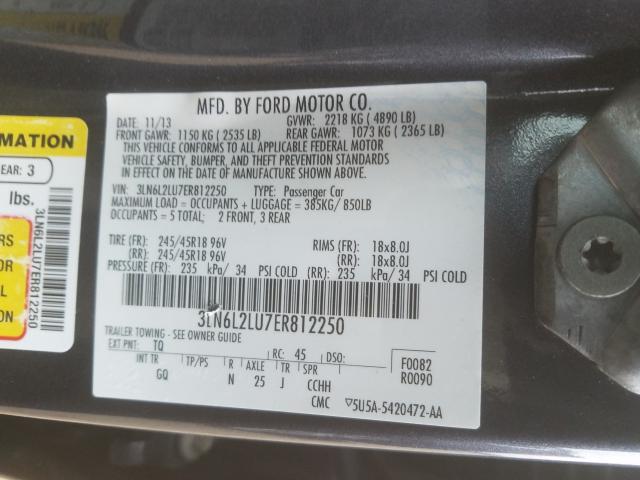 MFD. BY FORD MOTOR CO.
DATE: 11/13 GVWR: 2218 KG ( 4890 LB)
FRONT GAWR: 1150 KG ( 2535 LB) REAR GAWR: 1073 KG ( 2365 LB)
THIS VEHICLE CONFORMS TO ALL APPLICABLE FEDERAL MOTOR
VEHICLE SAFETY, BUMPER, AND THEFT PREVENTION STANDARDS
IN EFFECT ON THE DATE OF MANUFACTURE SHOWN ABOVE.
VIN: 3LN6L2LU7ER812250 TYPE: Passenger Car
MAXIMUM LOAD = OCCUPANTS + LUGGAGE = 385KG/ 850LB
OCCUPANTS = 5 TOTAL; 2 FRONT, 3 REAR
TIRE (FR): 245/45R18 96V RIMS (FR): 18x8.0J
(RR): 245/45R18 96V (RR): 18x8.0J
PRESSURE (FR): 235 kPa/ 34 PSI COLD (RR): 235 kPa/ 34 PSI COLD
3LN6L2LU7ER812250
TRAILER TOWING - SEE OWNER GUIDE
EXT PNT: TQ RC: 45 DSO:
INT TR TP/PS R AXLE TR SPR
GQ N 25 J CCHH
F0082
R0090
CMC ▽5U5A-5420472-AA
RMATION
EAR: 3
lbs.
RS
OR
L
ON
3LN6L2LU7ER812250